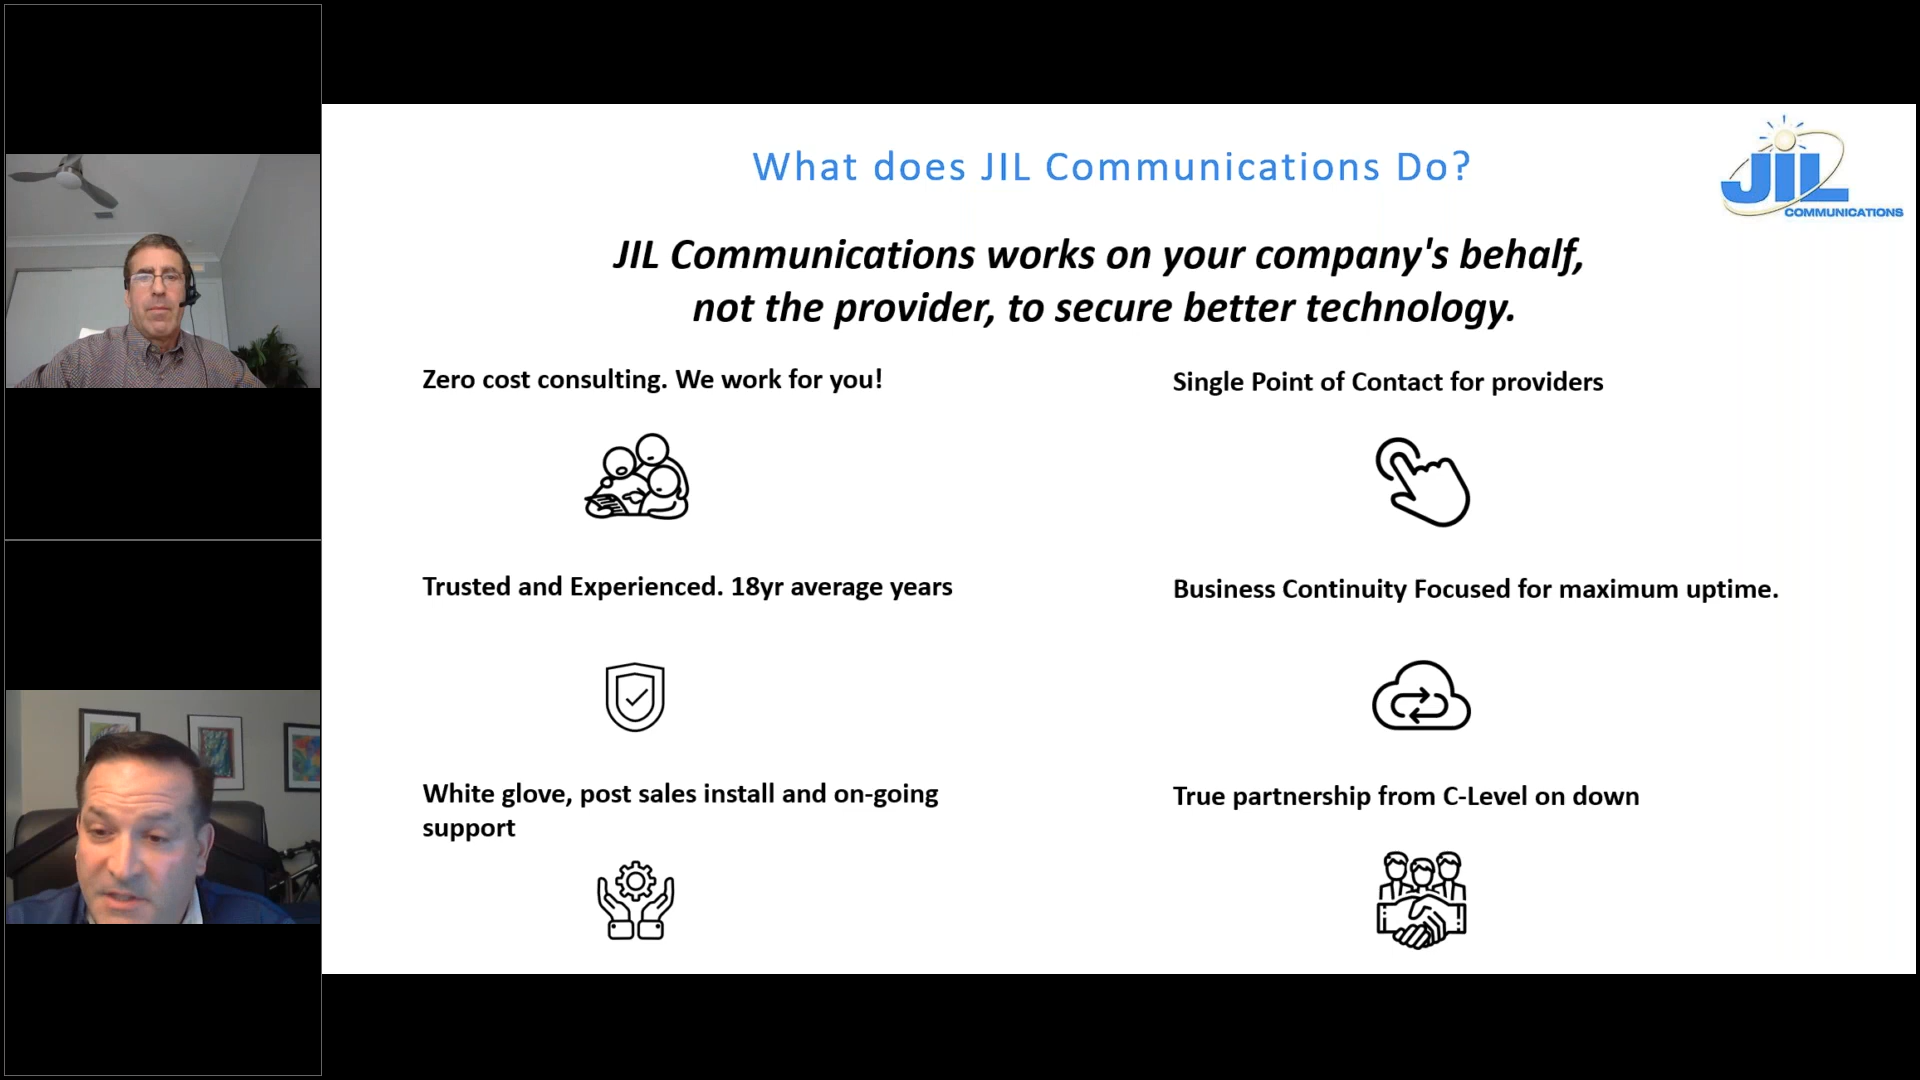 What does JIL Communications Do?
JIL
COMMUNICATIONS
JIL Communications works on your company's behalf,
not the provider, to secure better technology.
Zero cost consulting. We work for you!
Single Point of Contact for providers
Trusted and Experienced. 18yr average years
Business Continuity Focused for maximum uptime.
White glove, post sales install and on-going
support
True partnership from C-Level on down